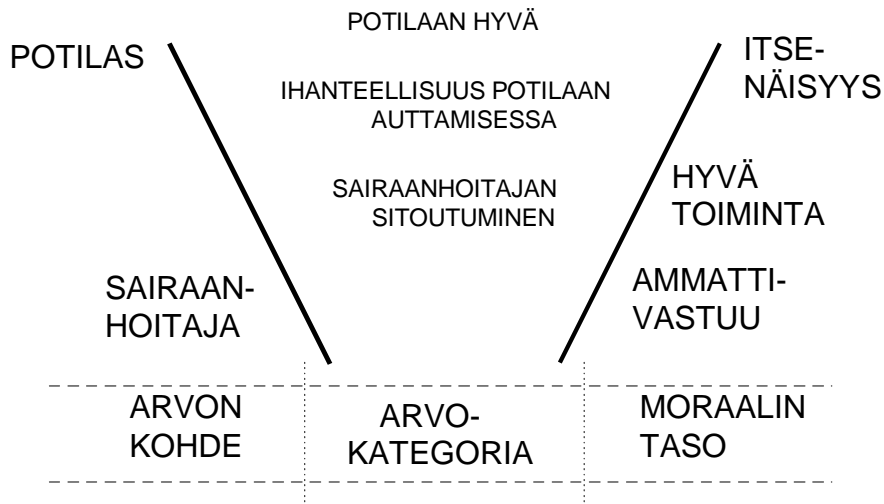 POTILAAN HYVÄ
POTILAS
ITSE-
NÄISYYS
IHANTEELLISUUS POTILAAN
AUTTAMISESSA
SAIRAANHOITAJAN
SITOUTUMINEN
HYVÄ
TOIMINTA
SAIRAAN-
HOITAJA
AMMATTI-
VASTUU
ARVON
KOHDE
ARVO-
KATEGORIA
MORAALIN
TASO